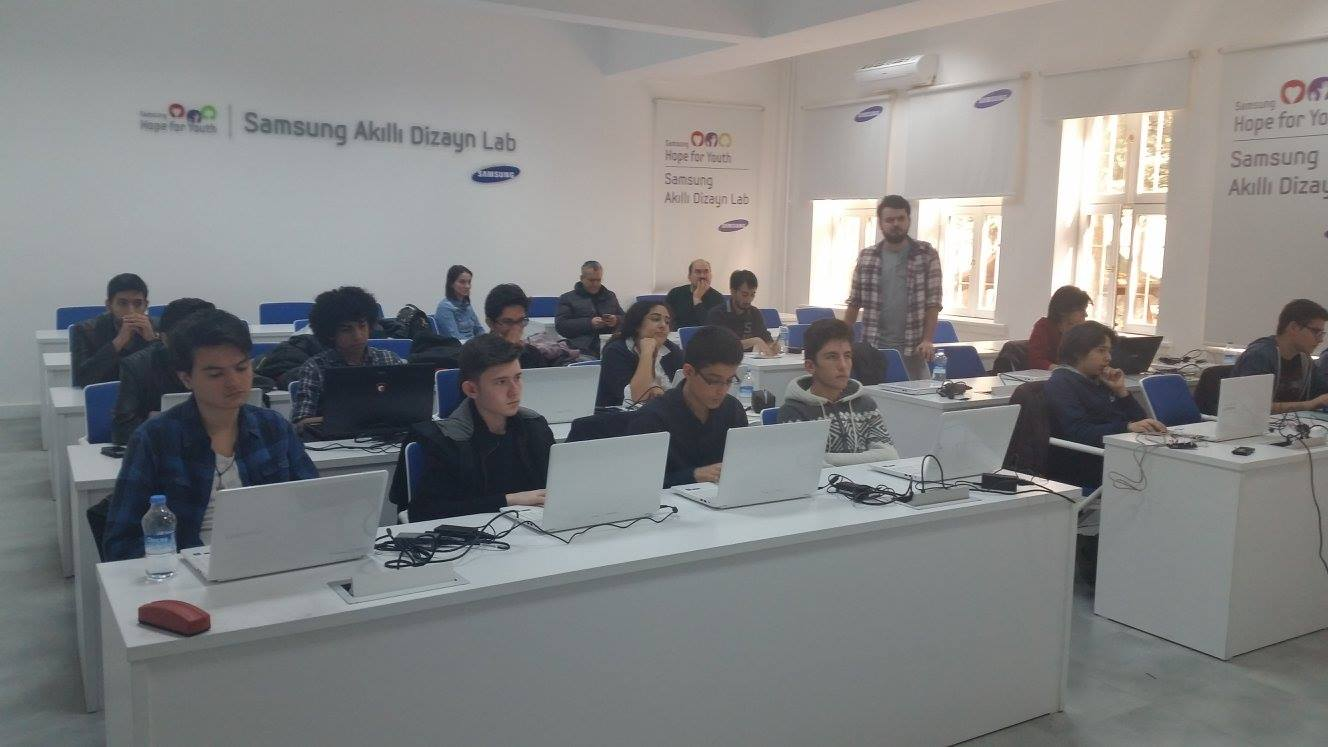 Samsung
Hope for Youth
Samsung Akıllı Dizayn Lab
SAMSUNG
Samsung
Hope for Youth
Samsung
Akıllı Dizayn Lab
SAMSUNG
SAMSUNG
SAMSUNG
Samsung
Hope for You
Samsung
Akıllı Dizay